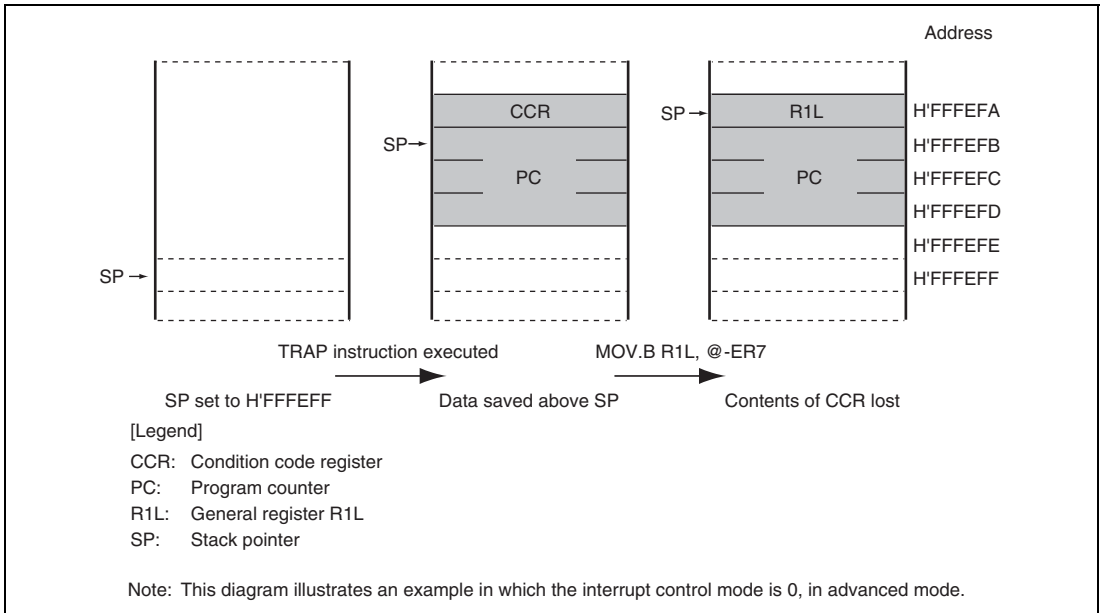 Address
CCR
SP
R1L
H'FFFEFA
SP
H'FFFEFB
PC
PC
H'FFFEFC
H'FFFEFD
H'FFFEFE
SP
H'FFFEFF
TRAP instruction executed
MOV.B R1L, @-ER7
SP set to H'FFFEFF
Data saved above SP
Contents of CCR lost
[Legend]
CCR: Condition code register
PC: Program counter
R1L: General register R1L
SP: Stack pointer
Note: This diagram illustrates an example in which the interrupt control mode is 0, in advanced mode.